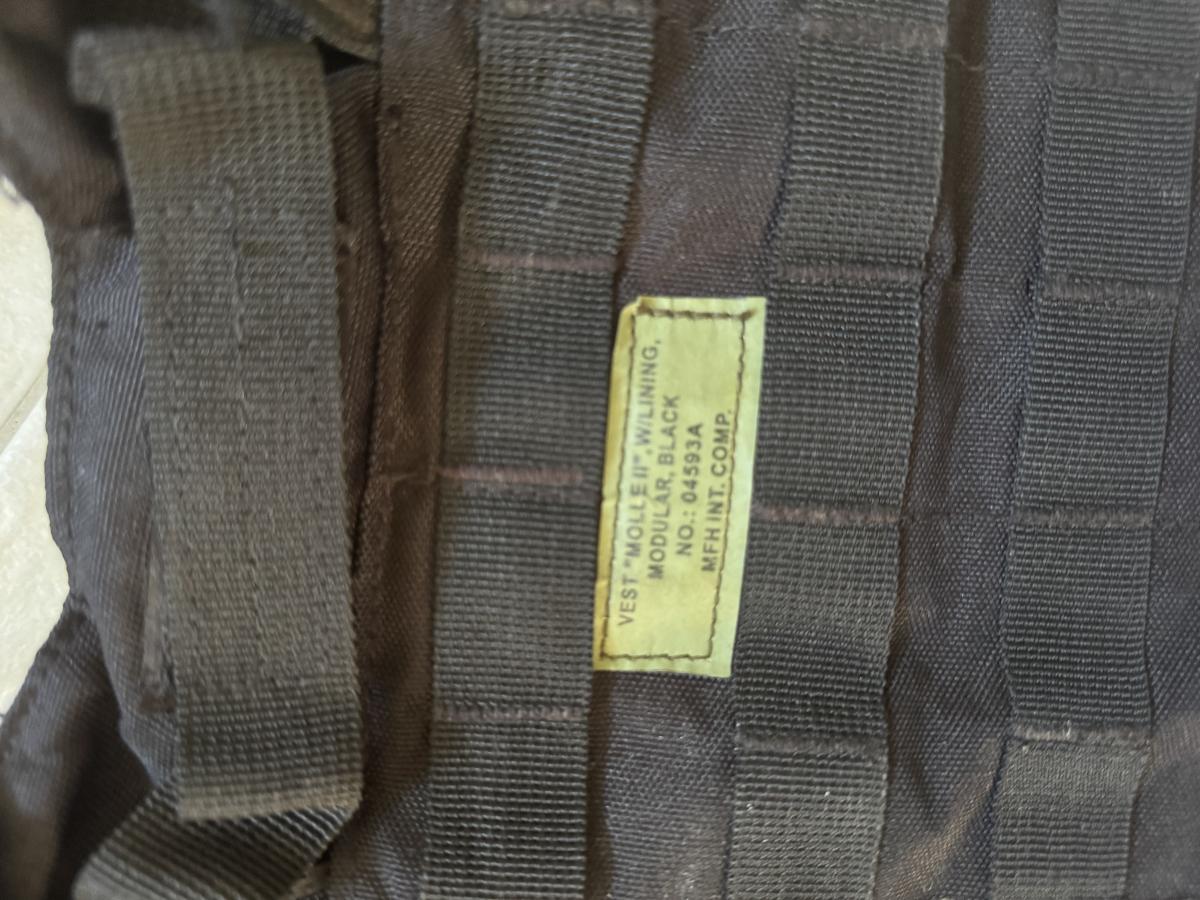 VEST "MOLLE II", W/LINING,
MODULAR, BLACK
NO.: 04593A
MFH INT. COMP.